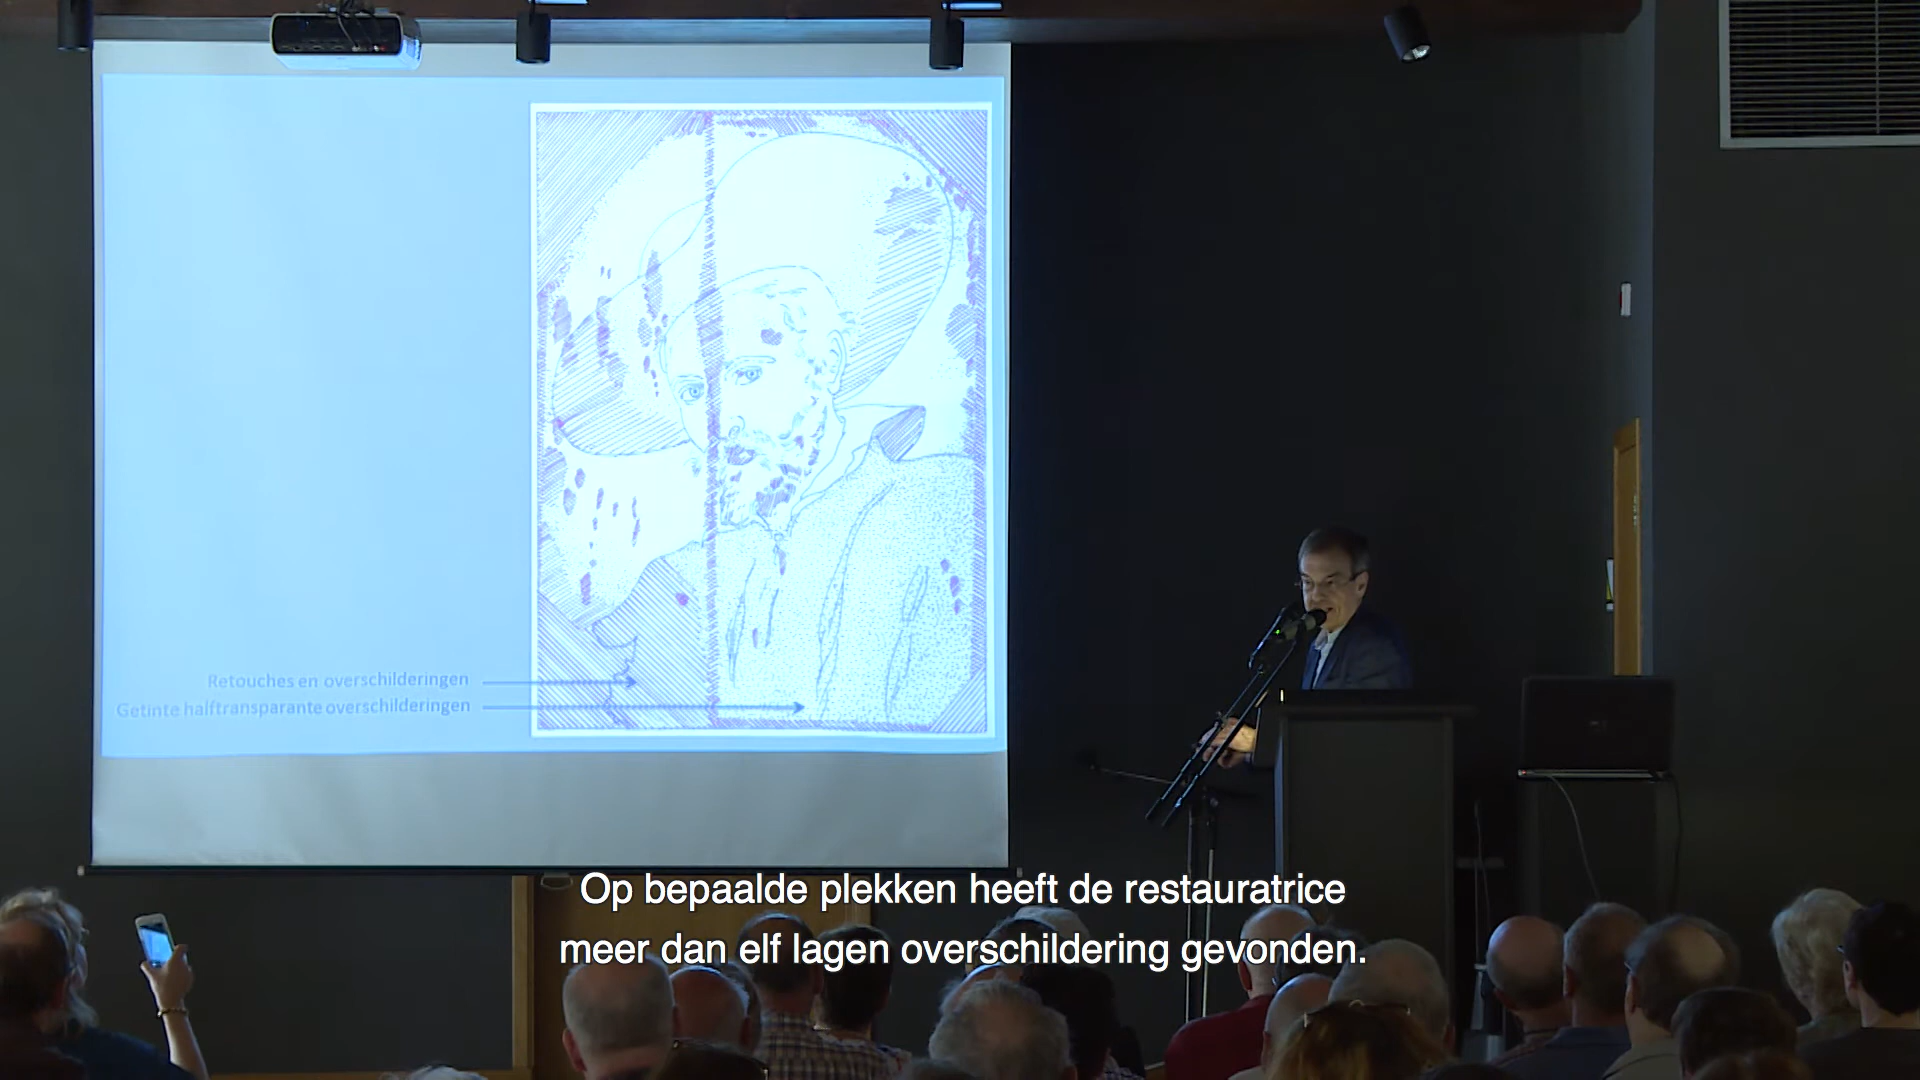 Retouches en overschilderingen
Getinte halftransparante overschilderingen
Op bepaalde plekken heeft de restauratrice
meer dan elf lagen overschildering gevonden.